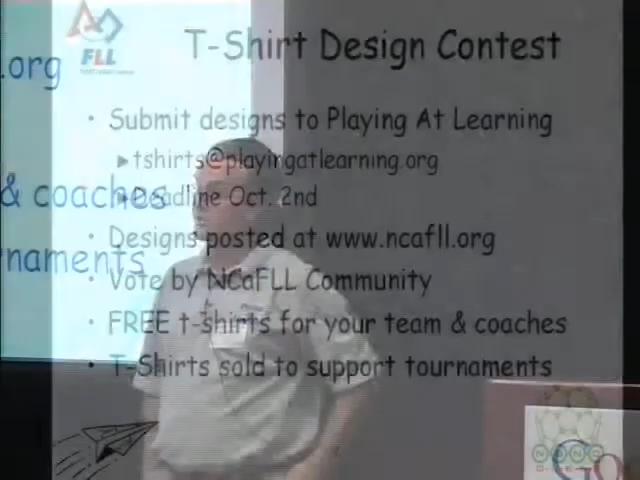 FLL
T-Shirt Design Contest
.org
• Submit designs to Playing At Learning
►tshirts@playingatlearning.org
& coaches
Deadline Oct. 2nd
• Designs posted at www.ncafll.org
naments
• Vote by NCaFLL Community
• FREE t-shirts for your team & coaches
• T-Shirts sold to support tournaments
Go